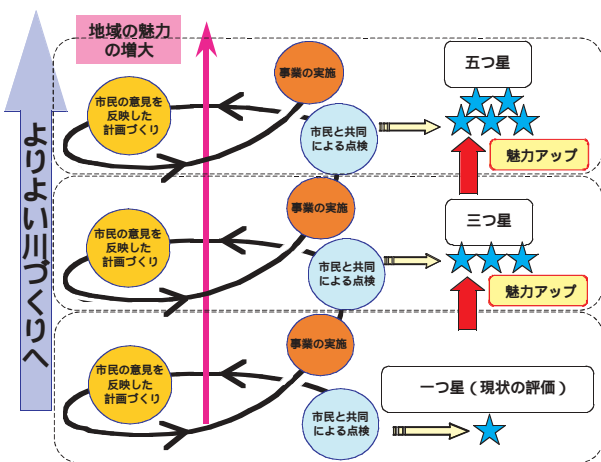 地域の魅力
の増大
よりよい川づくりへ
事業の実施
市民の意見を
反映した
計画づくり
市民と共同
による点検
五つ星
魅力アップ
事業の実施
市民の意見を
反映した
計画づくり
市民と共同
による点検
三つ星
魅力アップ
事業の実施
市民の意見を
反映した
計画づくり
市民と共同
による点検
一つ星(現状の評価)